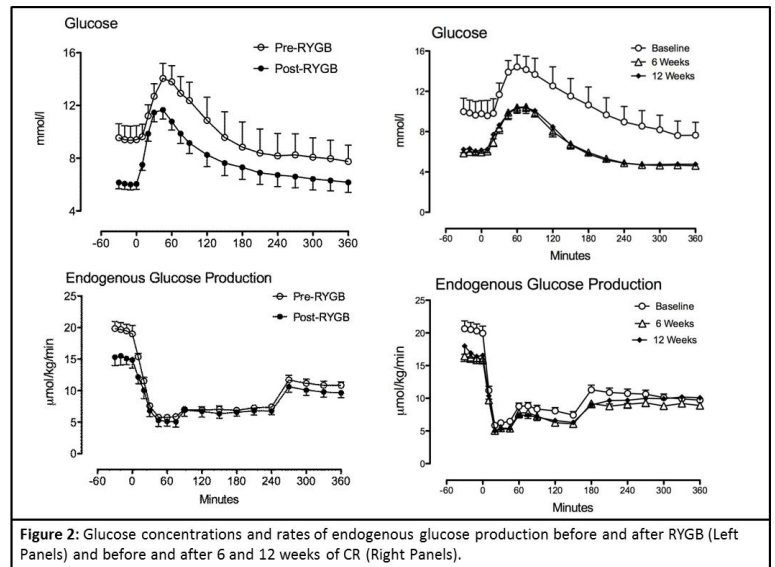 Glucose
Pre-RYGB
Post-RYGB
mmol/l
16
12
8
4
-60 0 60 120 180 240 300 360
Glucose
Baseline
6 Weeks
12 Weeks
mmol/l
16
12
8
4
0
-60 0 60 120 180 240 300 360
Minutes
Endogenous Glucose Production
Pre-RYGB
Post-RYGB
μmol/kg/min
25
20
15
10
5
0
-60 0 60 120 180 240 300 360
Minutes
Endogenous Glucose Production
Baseline
6 Weeks
12 Weeks
μmol/kg/min
25
20
15
10
5
0
-60 0 60 120 180 240 300 360
Minutes
Figure 2: Glucose concentrations and rates of endogenous glucose production before and after RYGB (Left
Panels) and before and after 6 and 12 weeks of CR (Right Panels).